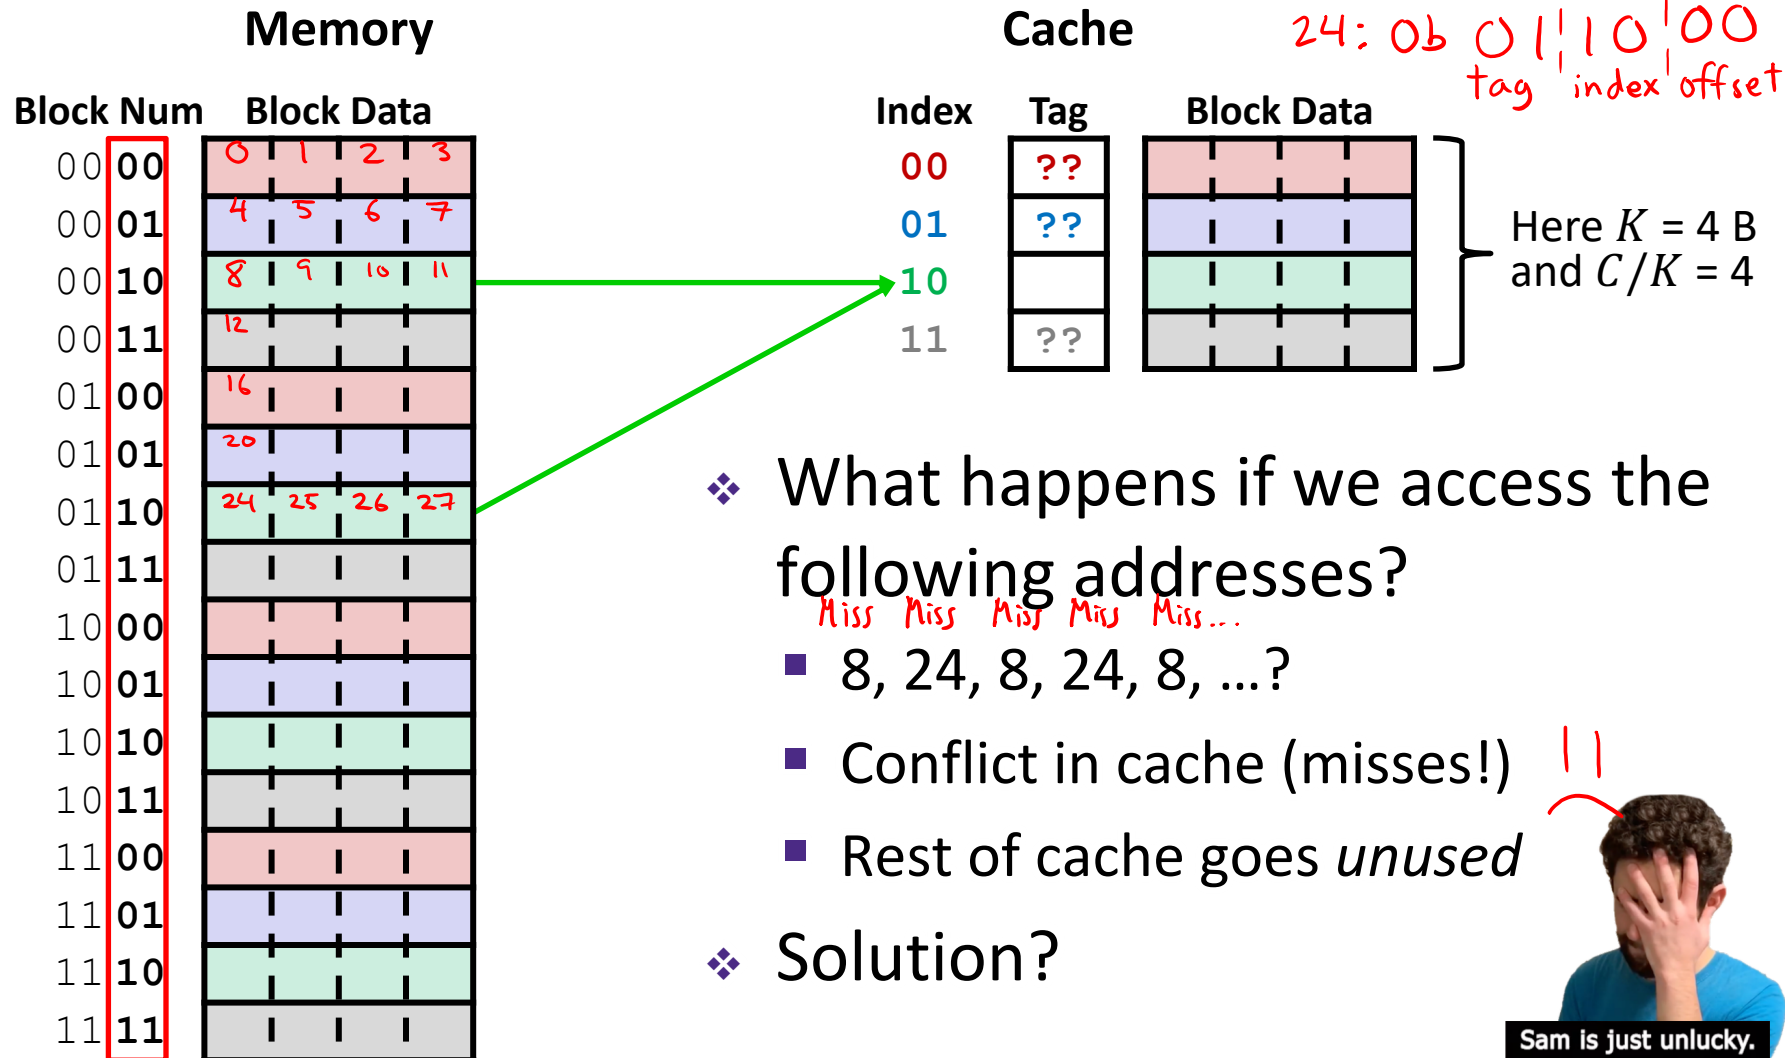 Memory
Cache
24: 0b 01 10 00
tag index offset
Block Num Block Data
Index Tag Block Data
00 00 0 1 2 3
00 01 4 5 6 7
00 10 8 9 10 11
00 11 12
01 00 16
01 01 20
01 10 24 25 26 27
01 11
10 00
10 01
10 10
10 11
11 00
11 01
11 10
11 11
00 ??
01 ??
10
11 ??
Here K = 4 B
and C/K = 4
What happens if we access the
following addresses?
Miss Miss Miss Miss Miss...
8, 24, 8, 24, 8, …?
Conflict in cache (misses!)
Rest of cache goes unused
Solution?
Sam is just unlucky.